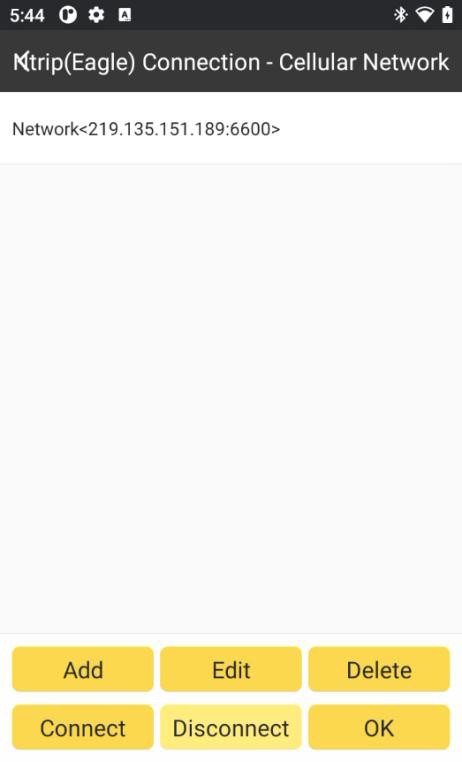 5:44
Ntrip(Eagle) Connection - Cellular Network
Network<219.135.151.189:6600>
Add
Edit
Delete
Connect
Disconnect
OK